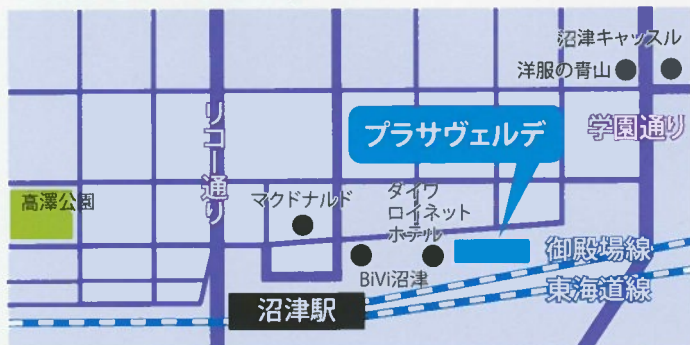 沼津キャッスル
洋服の青山
学園通り
プラサヴェルデ
リコー通り
高澤公園
マクドナルド
ダイワ
ロイネット
ホテル
BiVi沼津
御殿場線
東海道線
沼津駅